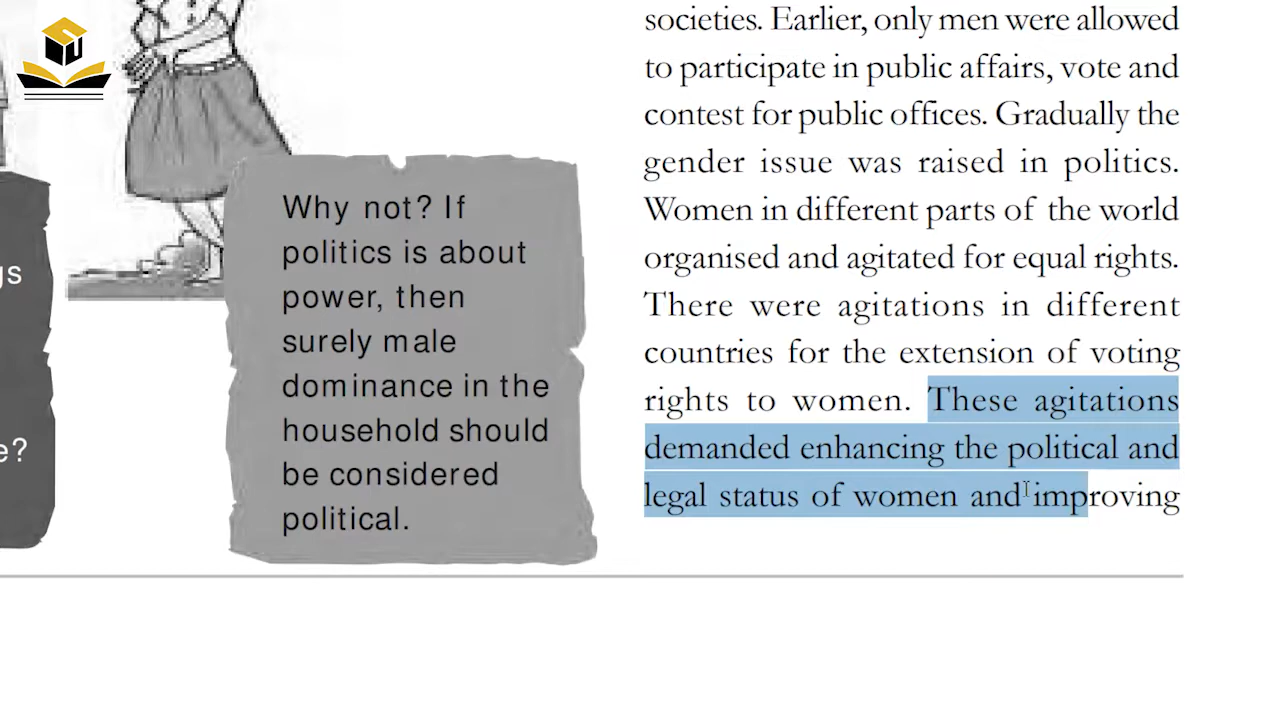 gs
e?
Why not? If
politics is about
power, then
surely male
dominance in the
household should
be considered
political.
societies. Earlier, only men were allowed
to participate in public affairs, vote and
contest for public offices. Gradually the
gender issue was raised in politics.
Women in different parts of the world
organised and agitated for equal rights.
There were agitations in different
countries for the extension of voting
rights to women. These agitations
demanded enhancing the political and
legal status of women and improving